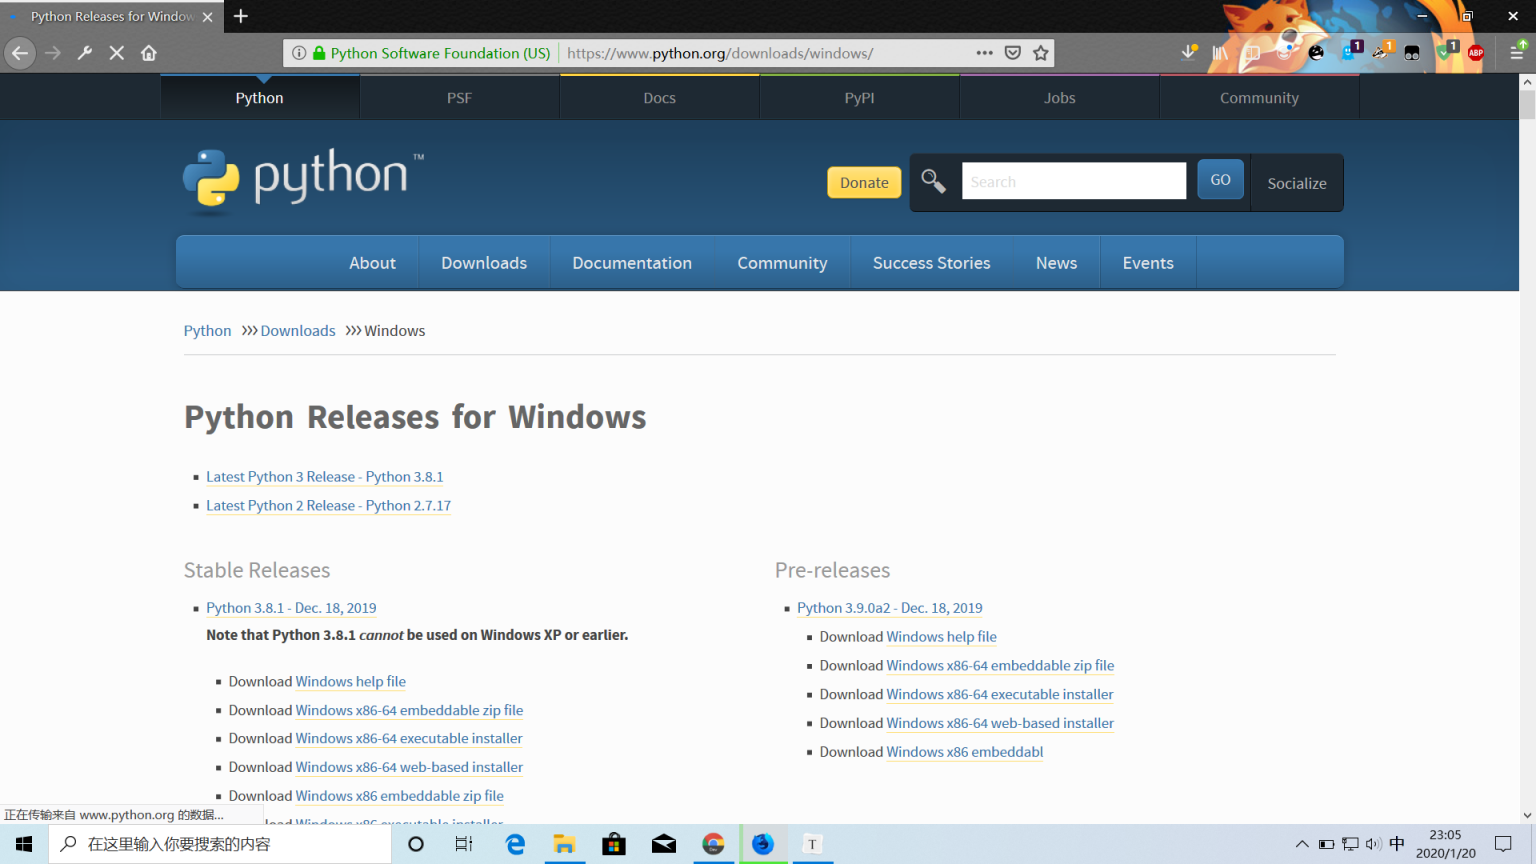 Python Releases for Window
Python Software Foundation (US) https://www.python.org/downloads/windows/
1 1 1 ABP
Python PSF Docs PyPI Jobs Community
python™
Donate Search GO Socialize
About Downloads Documentation Community Success Stories News Events
Python >>> Downloads >>> Windows
Python Releases for Windows
Latest Python 3 Release - Python 3.8.1
Latest Python 2 Release - Python 2.7.17
Stable Releases
Python 3.8.1 - Dec. 18, 2019
Note that Python 3.8.1 cannot be used on Windows XP or earlier.
Download Windows help file
Download Windows x86-64 embeddable zip file
Download Windows x86-64 executable installer
Download Windows x86-64 web-based installer
Download Windows x86 embeddable zip file
Pre-releases
Python 3.9.0a2 - Dec. 18, 2019
Download Windows help file
Download Windows x86-64 embeddable zip file
Download Windows x86-64 executable installer
Download Windows x86-64 web-based installer
Download Windows x86 embeddabl
正在传输来自 www.python.org 的数据...
在这里输入你要搜索的内容
T
中
23:05
2020/1/20